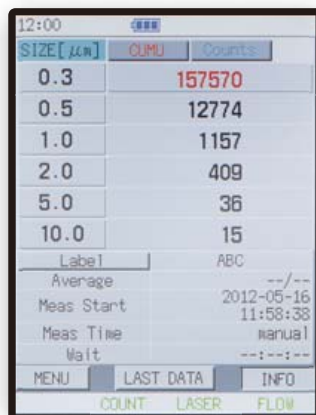 12:00
SIZE[μm] CUMU Counts
0.3 157570
0.5 12774
1.0 1157
2.0 409
5.0 36
10.0 15
Label ABC
Average --/--
Meas Start 2012-05-16
11:58:38
Meas Time manual
Wait --:--:--
MENU LAST DATA INFO
COUNT LASER FLOW